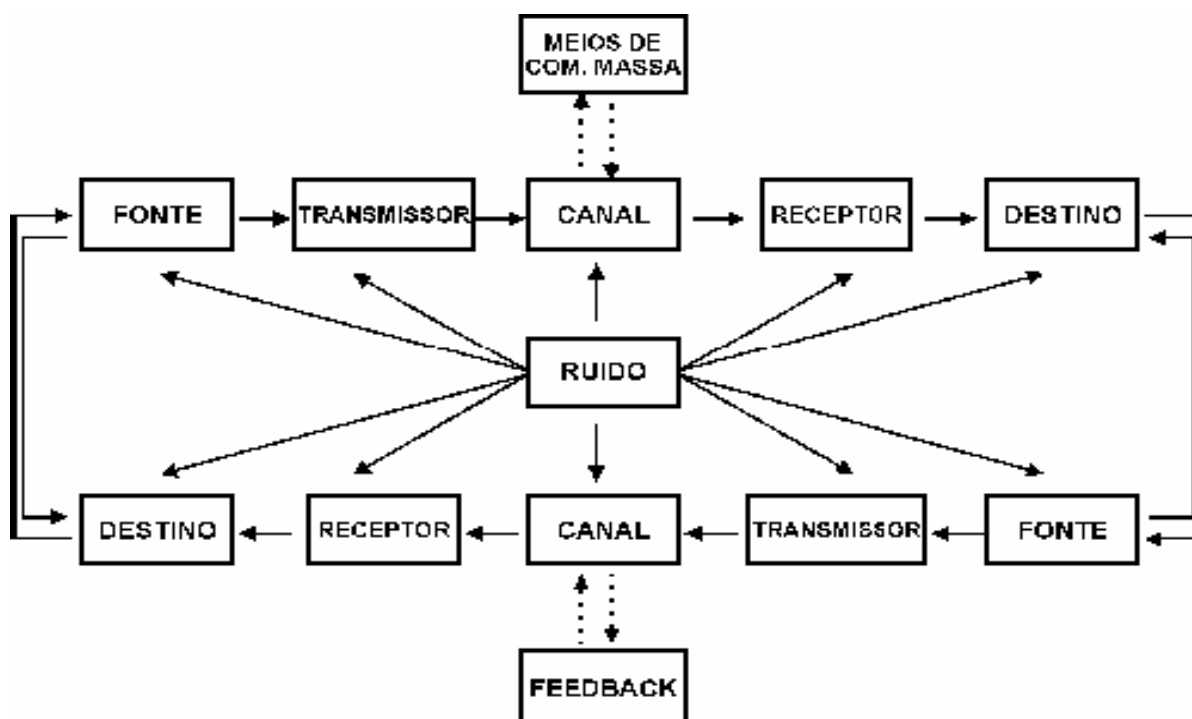 MEIOS DE
COM. MASSA
FONTE
TRANSMISSOR
CANAL
RECEPTOR
DESTINO
RUIDO
DESTINO
RECEPTOR
CANAL
TRANSMISSOR
FONTE
FEEDBACK